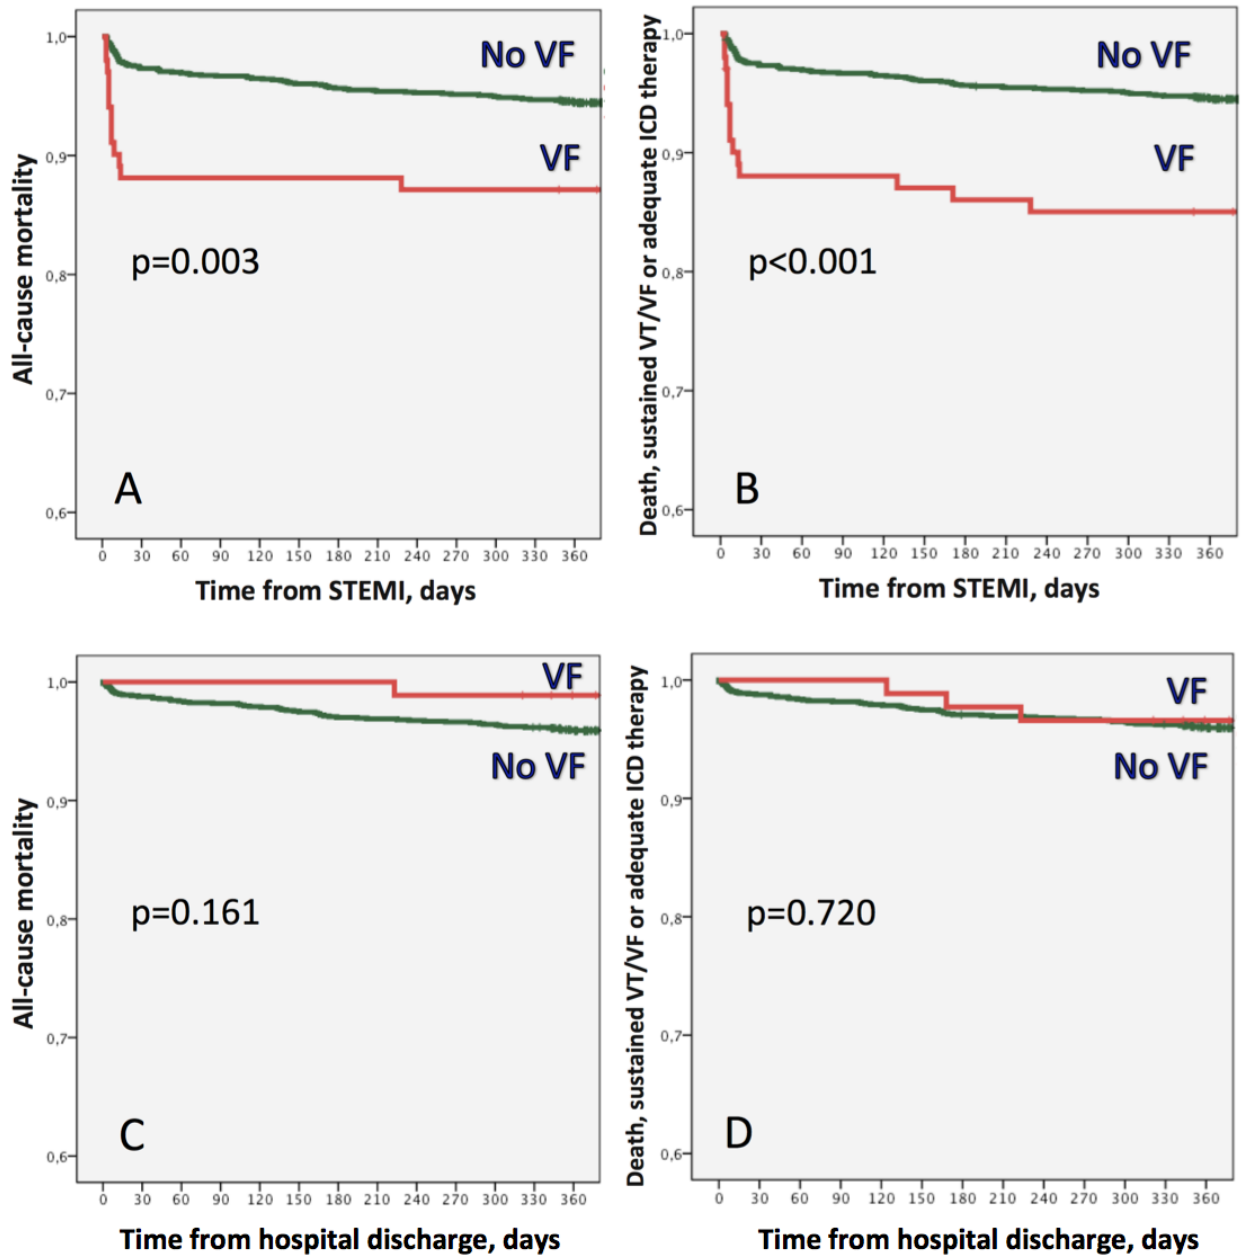 All-cause mortality
1,0
0,9
0,8
0,7
0,6
No VF
VF
p=0.003
A
0 30 60 90 120 150 180 210 240 270 300 330 360
Time from STEMI, days
Death, sustained VT/VF or adequate ICD therapy
1,0
0,9
0,8
0,7
0,6
No VF
VF
p<0.001
B
0 30 60 90 120 150 180 210 240 270 300 330 360
Time from STEMI, days
All-cause mortality
1,0
0,9
0,8
0,7
0,6
VF
No VF
p=0.161
C
0 30 60 90 120 150 180 210 240 270 300 330 360
Time from hospital discharge, days
Death, sustained VT/VF or adequate ICD therapy
1,0
0,9
0,8
0,7
0,6
VF
No VF
p=0.720
D
0 30 60 90 120 150 180 210 240 270 300 330 360
Time from hospital discharge, days